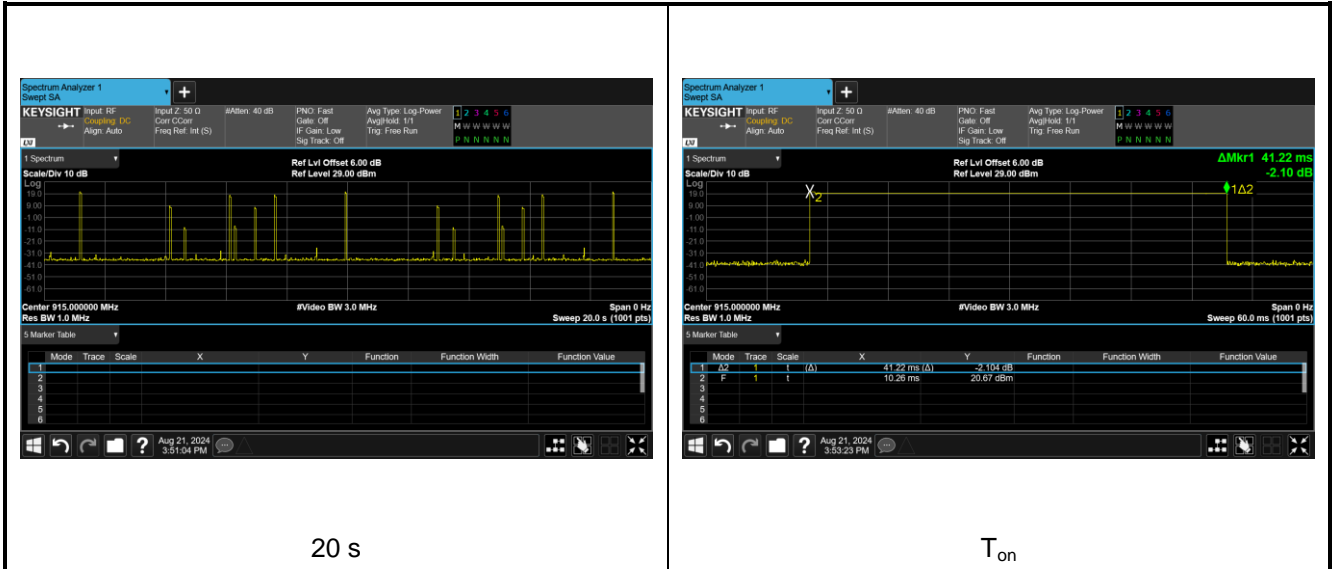 Spectrum Analyzer 1
Swept SA
KEYSIGHT
Input: RF
Coupling: DC
Align: Auto
Input Z: 50 Ω
Corr CCorr
Freq Ref: Int (S)
#Atten: 40 dB
PNO: Fast
Gate: Off
IF Gain: Low
Sig Track: Off
Avg Type: Log-Power
Avg|Hold: 1/1
Trig: Free Run
1 2 3 4 5 6
M W W W W W
P N N N N N
LXI
1 Spectrum
Scale/Div 10 dB
Ref Lvl Offset 6.00 dB
Ref Level 29.00 dBm
Log
19.0
9.00
-1.00
-11.0
-21.0
-31.0
-41.0
-51.0
-61.0
Center 915.000000 MHz
Res BW 1.0 MHz
#Video BW 3.0 MHz
Span 0 Hz
Sweep 20.0 s (1001 pts)
5 Marker Table
Mode Trace Scale X Y Function Function Width Function Value
1
2
3
4
5
6
?
Aug 21, 2024
3:51:04 PM
20 s
Spectrum Analyzer 1
Swept SA
KEYSIGHT
Input: RF
Coupling: DC
Align: Auto
Input Z: 50 Ω
Corr CCorr
Freq Ref: Int (S)
#Atten: 40 dB
PNO: Fast
Gate: Off
IF Gain: Low
Sig Track: Off
Avg Type: Log-Power
Avg|Hold: 1/1
Trig: Free Run
1 2 3 4 5 6
M W W W W W
P N N N N N
LXI
1 Spectrum
Scale/Div 10 dB
Ref Lvl Offset 6.00 dB
Ref Level 29.00 dBm
ΔMkr1 41.22 ms
-2.10 dB
Log
19.0
9.00
-1.00
-11.0
-21.0
-31.0
-41.0
-51.0
-61.0
X2
1Δ2
Center 915.000000 MHz
Res BW 1.0 MHz
#Video BW 3.0 MHz
Span 0 Hz
Sweep 60.0 ms (1001 pts)
5 Marker Table
Mode Trace Scale X Y Function Function Width Function Value
1 Δ2 1 t (Δ) 41.22 ms (Δ) -2.104 dB
2 F 1 t 10.26 ms 20.67 dBm
3
4
5
6
?
Aug 21, 2024
3:53:23 PM
Ton